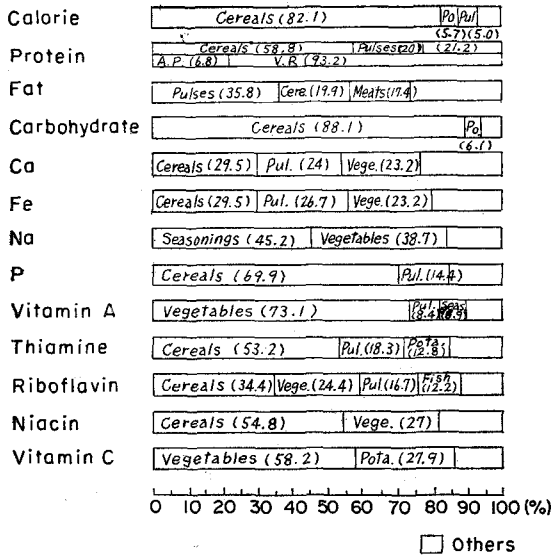 Calorie Cereals (82.1) Po Pul
(5.7)(5.0)
Protein Cereals (58.8) Pulses(20) (21.2)
A.P. (6.8) V.P. (93.2)
Fat Pulses (35.8) Cere.(19.9) Meats(17.4)
Carbohydrate Cereals (88.1) Po.
(6.1)
Ca Cereals (29.5) Pul. (24) Vege.(23.2)
Fe Cereals (29.5) Pul. (26.7) Vege.(23.2)
Na Seasonings (45.2) Vegetables (38.7)
P Cereals (69.9) Pul.(14.4)
Vitamin A Vegetables (73.1) Pul. Seas
(8.4)
Thiamine Cereals (53.2) Pul.(18.3) Pota. (12.8)
Riboflavin Cereals (34.4) Vege.(24.4) Pul(16.7) Fish (12.2)
Niacin Cereals (54.8) Vege. (27)
Vitamin C Vegetables (58.2) Pota. (27.9)
0 10 20 30 40 50 60 70 80 90 100 (%)
Others